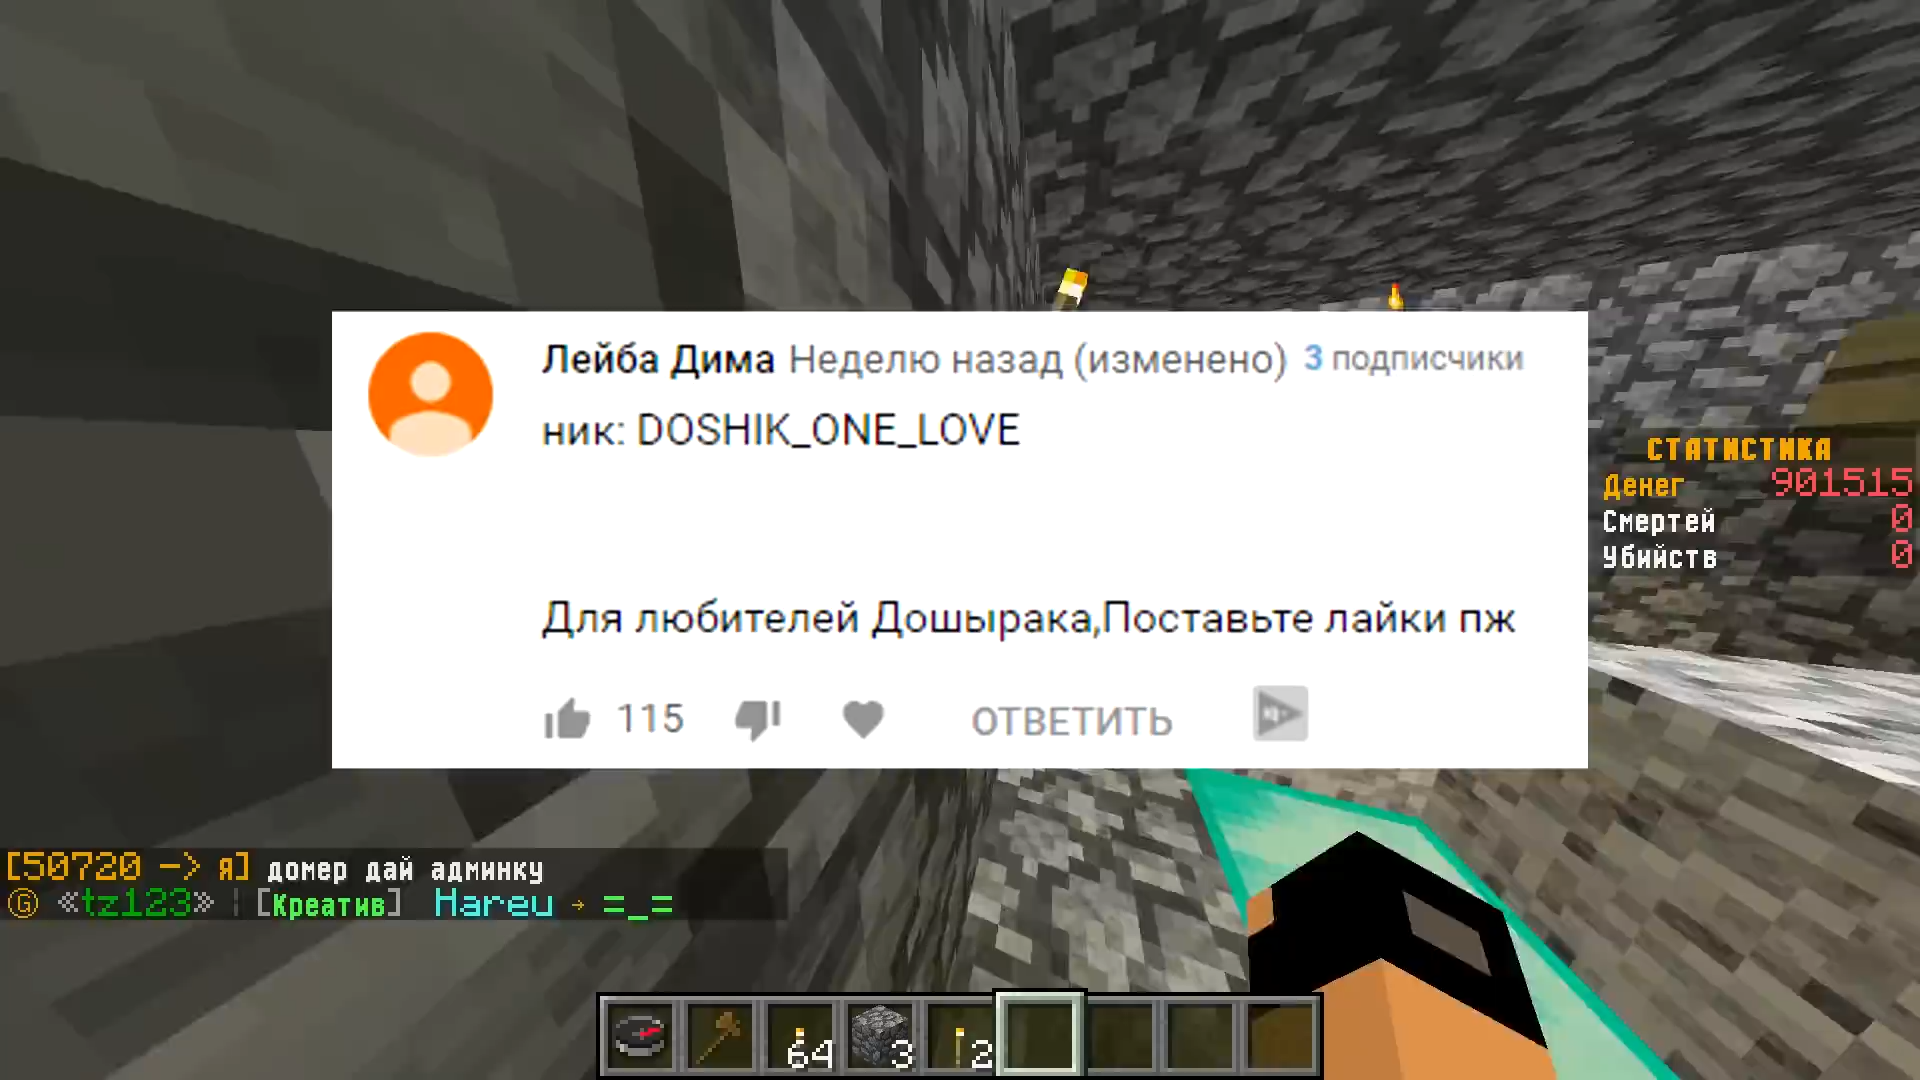 Лейба Дима Неделю назад (изменено) 3 подписчики
ник: DOSHIK_ONE_LOVE
Для любителей Дошырака,Поставьте лайки пж
115 ОТВЕТИТЬ
СТАТИСТИКА
Денег 901515
Смертей 0
Убийств 0
[50720 -> Я] домер дай админку
Ⓖ «tz123» | [Креатив] Hareu → =_=
64 3 2